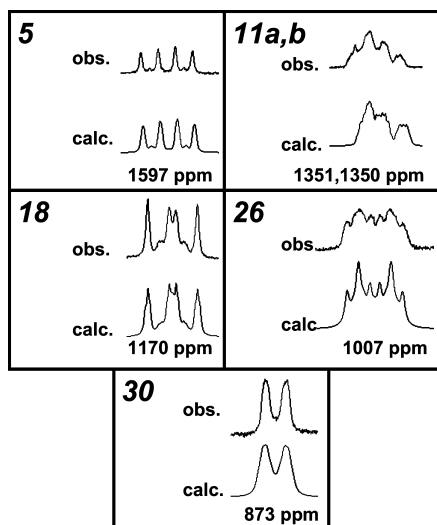 5
obs.
calc.
1597 ppm
11a,b
obs.
calc.
1351,1350 ppm
18
obs.
calc.
1170 ppm
26
obs
calc
1007 ppm
30
obs.
calc.
873 ppm